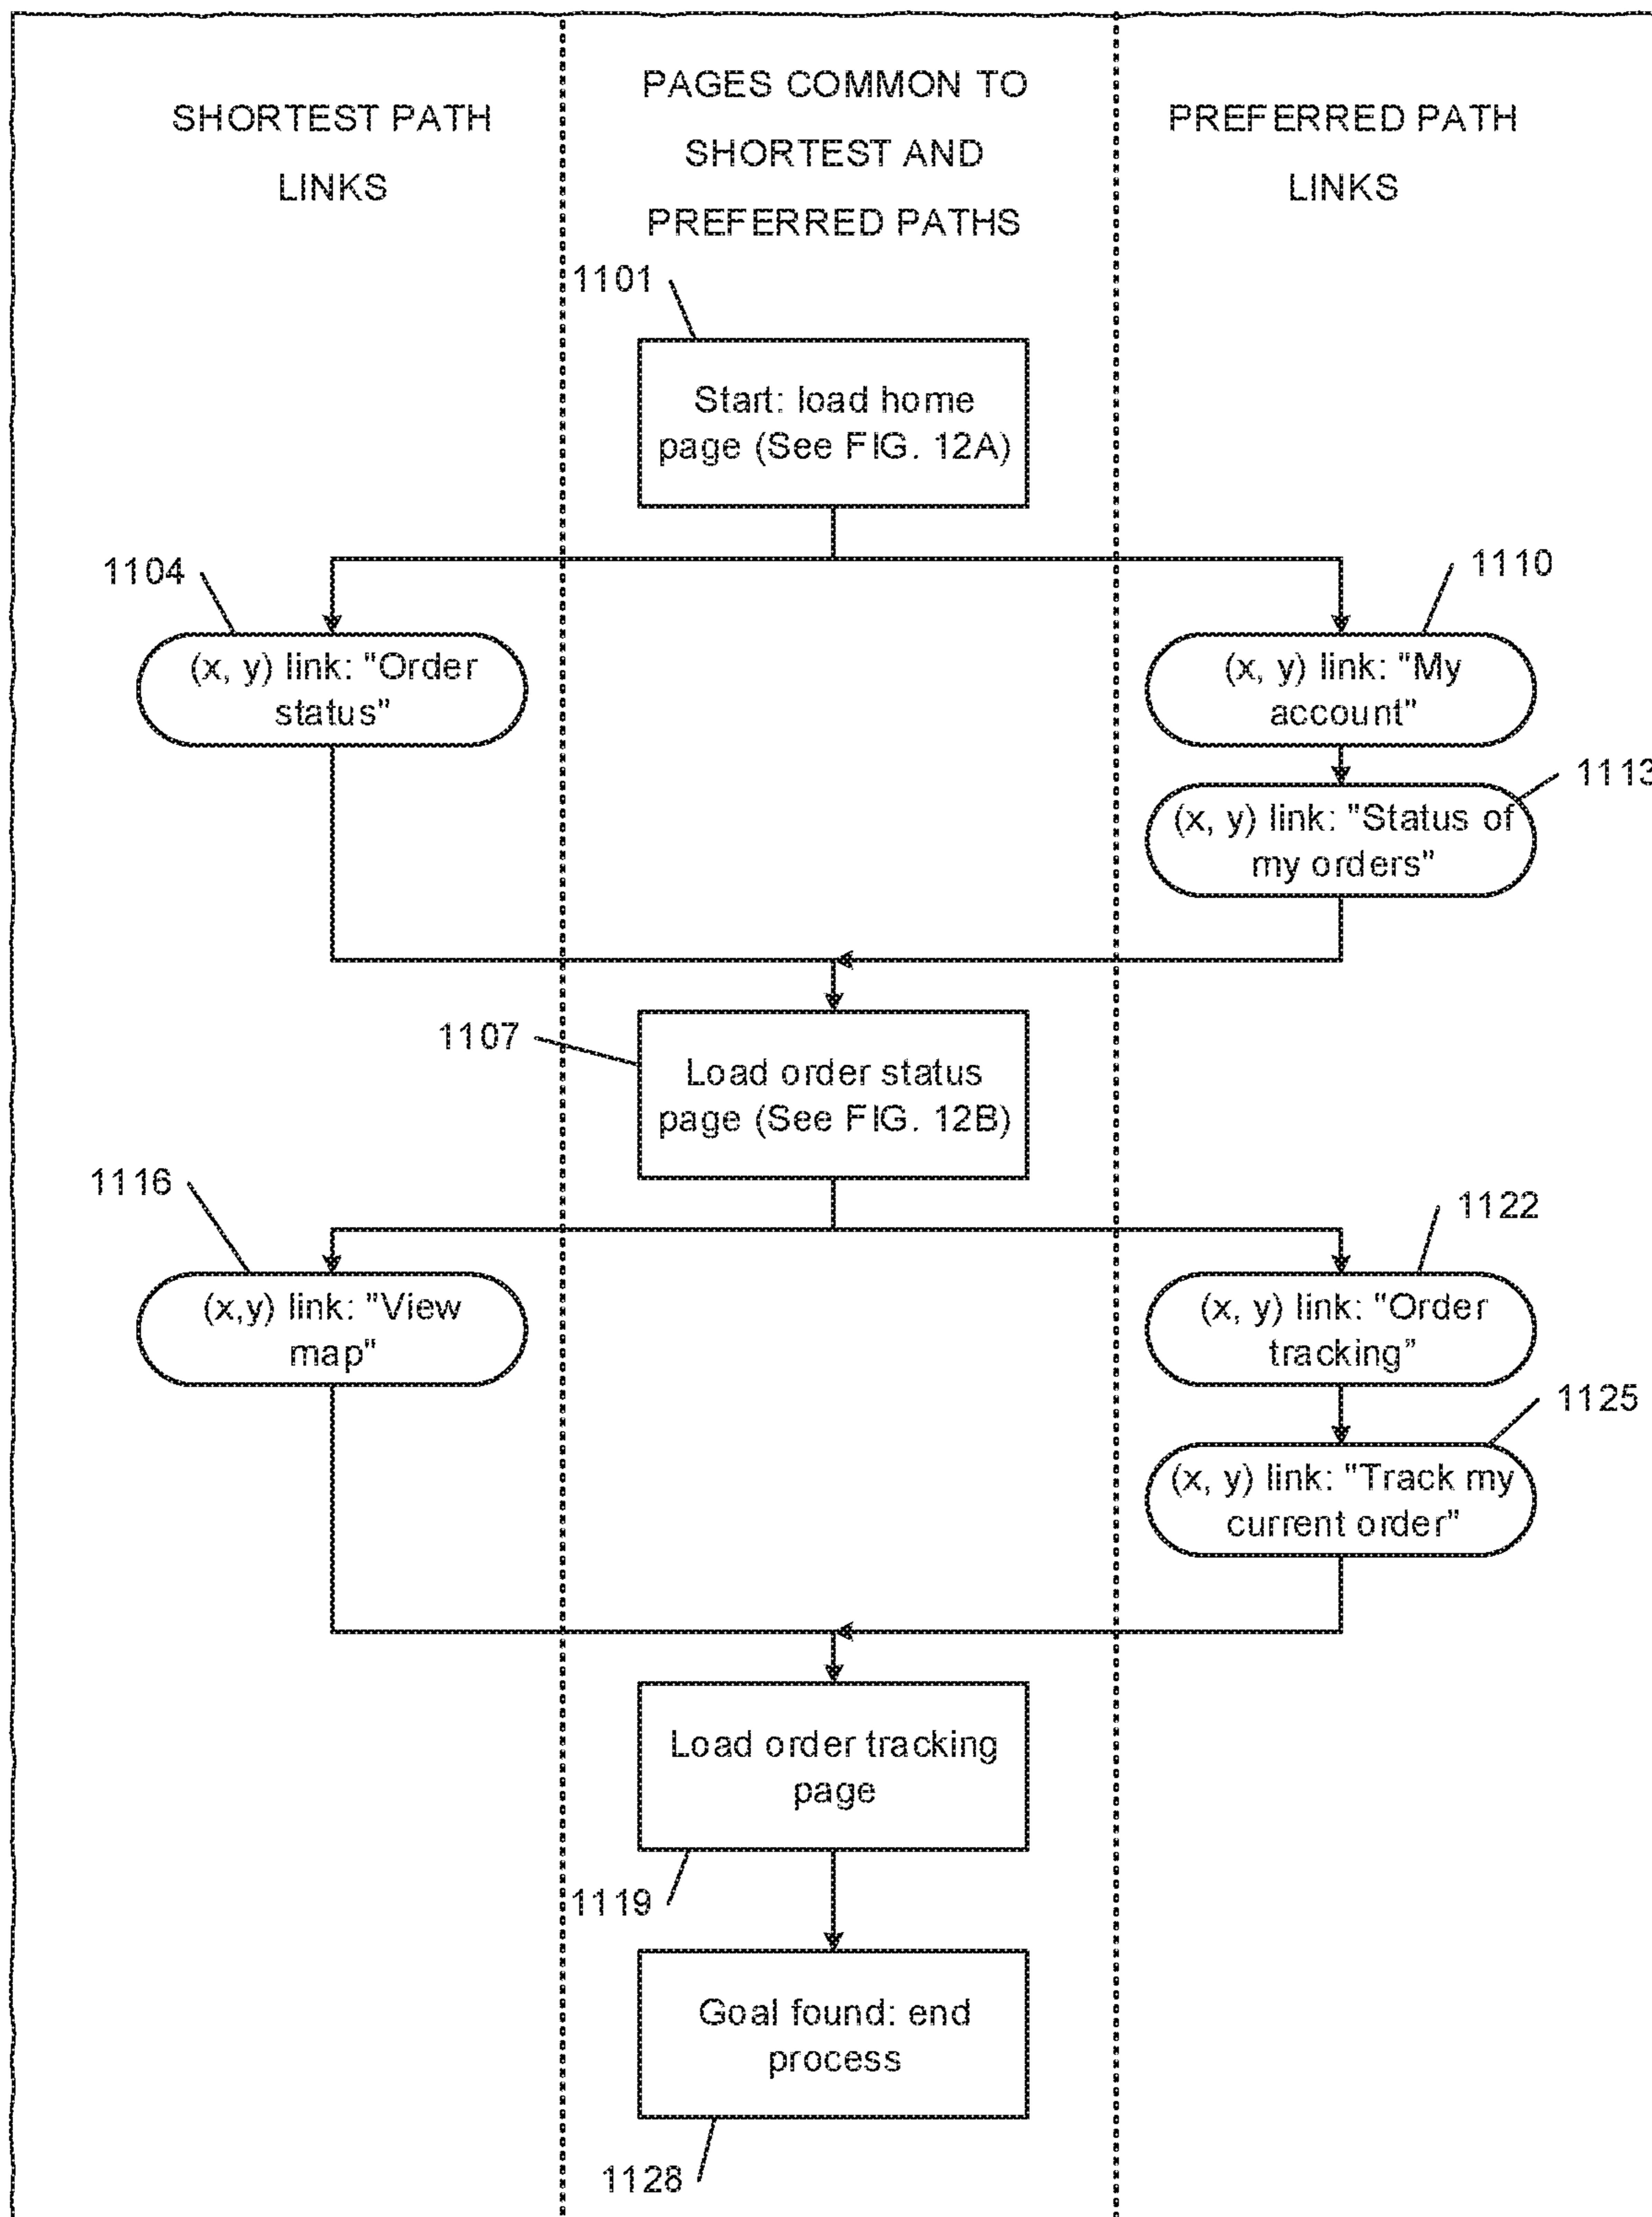 SHORTEST PATH
LINKS
PAGES COMMON TO
SHORTEST AND
PREFERRED PATHS
PREFERRED PATH
LINKS
1101
Start: load home
page (See FIG. 12A)
1104
(x, y) link: "Order
status"
1110
(x, y) link: "My
account"
1113
(x, y) link: "Status of
my orders"
1107
Load order status
page (See FIG. 12B)
1116
(x,y) link: "View
map"
1122
(x, y) link: "Order
tracking"
1125
(x, y) link: "Track my
current order"
Load order tracking
page
1119
Goal found: end
process
1128